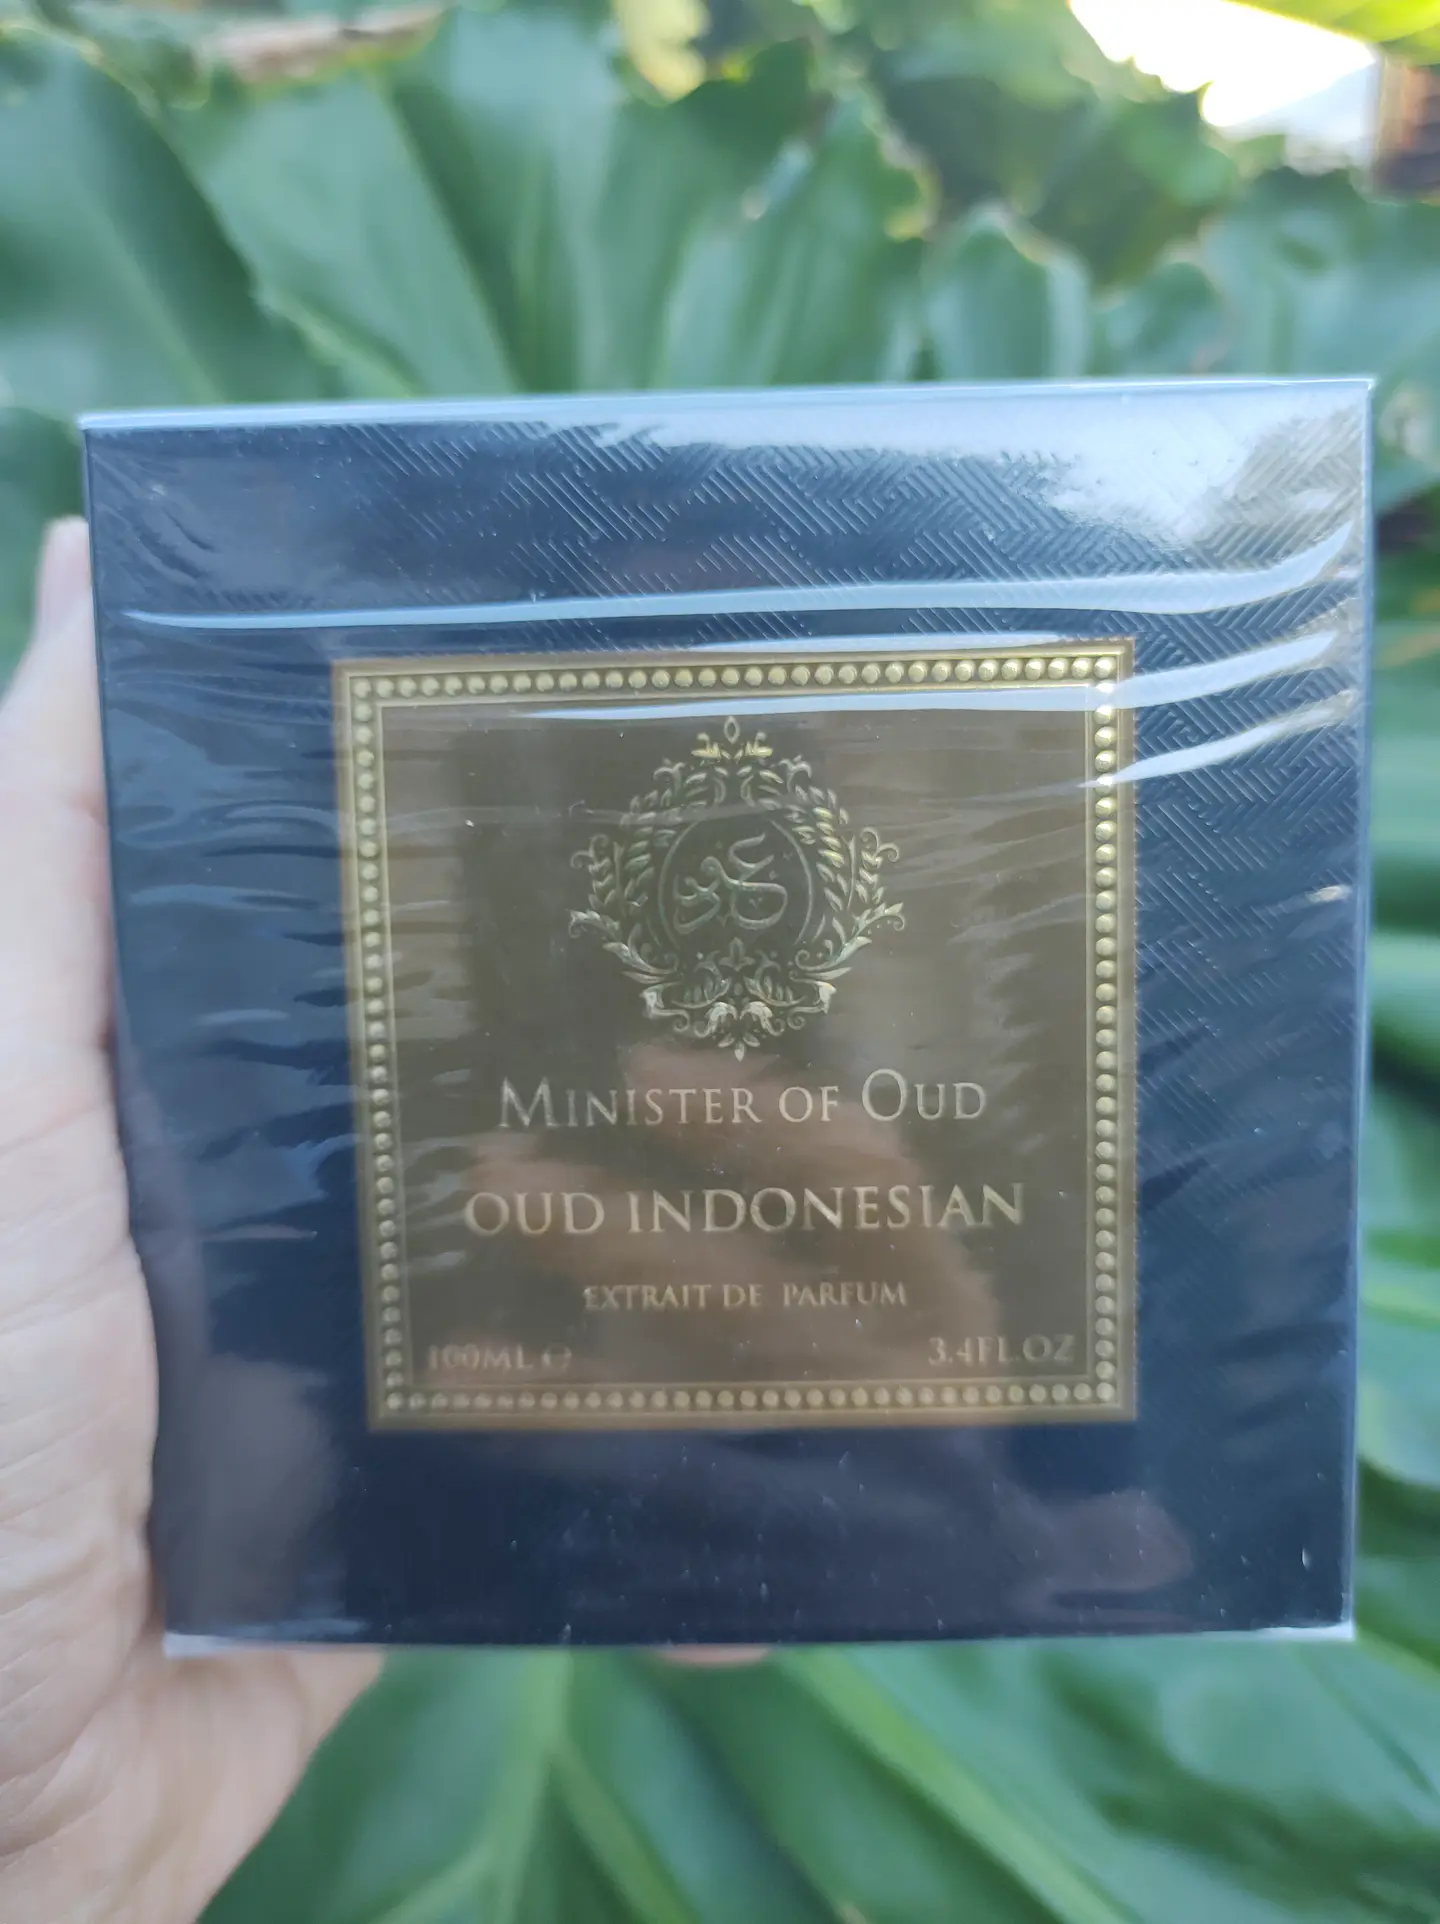 MINISTER OF OUD
OUD INDONESIAN
EXTRAIT DE PARFUM
100ML ℮
3.4FL.OZ